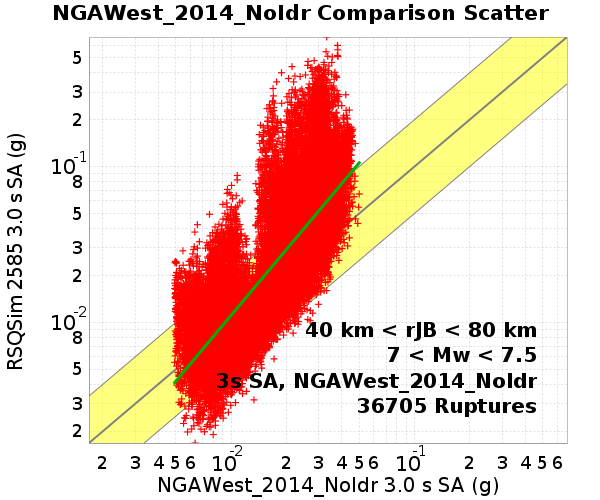 NGAWest_2014_NoIdr Comparison Scatter
RSQSim 2585 3.0 s SA (g)
5
3
2
10-1
8
5
3
2
10-2
8
5
3
2
40 km < rJB < 80 km
7 < Mw < 7.5
3s SA, NGAWest_2014_NoIdr
36705 Ruptures
2 3 4 5 6 10-2 2 3 4 5 6 10-1 2 3 4 5 6
NGAWest_2014_NoIdr 3.0 s SA (g)